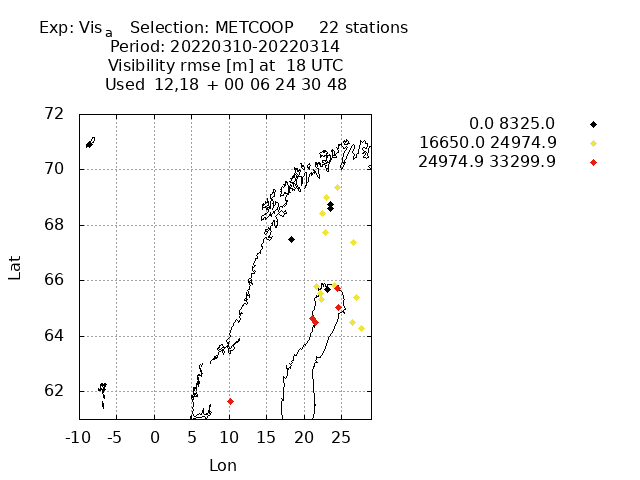 Exp: Vis a   Selection: METCOOP     22 stations
Period: 20220310-20220314
Visibility rmse [m] at  18 UTC
Used  12,18  + 00 06 24 30 48
0.0 8325.0
16650.0 24974.9
24974.9 33299.9
72
70
68
66
64
62
Lat
-10 -5 0 5 10 15 20 25
Lon